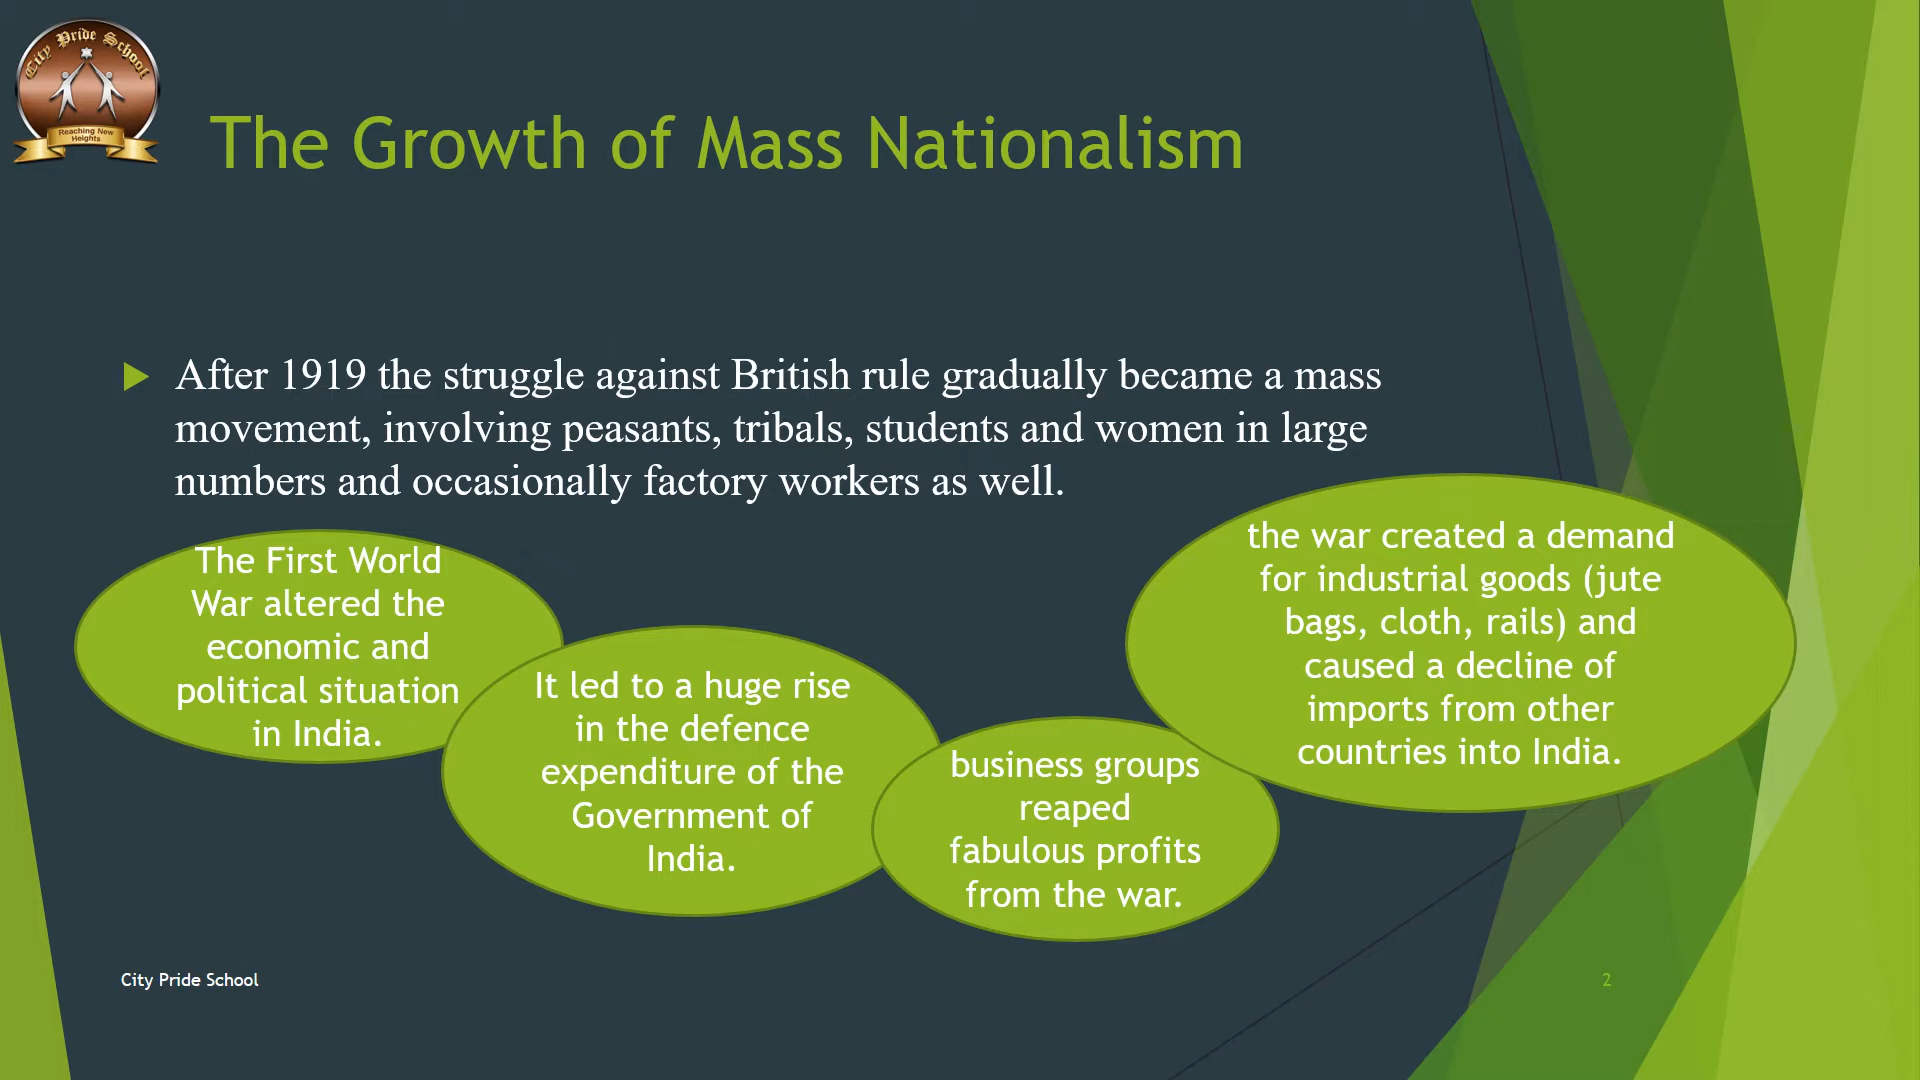 City Pride School
Reaching New
Heights
The Growth of Mass Nationalism
After 1919 the struggle against British rule gradually became a mass
movement, involving peasants, tribals, students and women in large
numbers and occasionally factory workers as well.
The First World
War altered the
economic and
political situation
in India.
It led to a huge rise
in the defence
expenditure of the
Government of
India.
business groups
reaped
fabulous profits
from the war.
the war created a demand
for industrial goods (jute
bags, cloth, rails) and
caused a decline of
imports from other
countries into India.
City Pride School
2